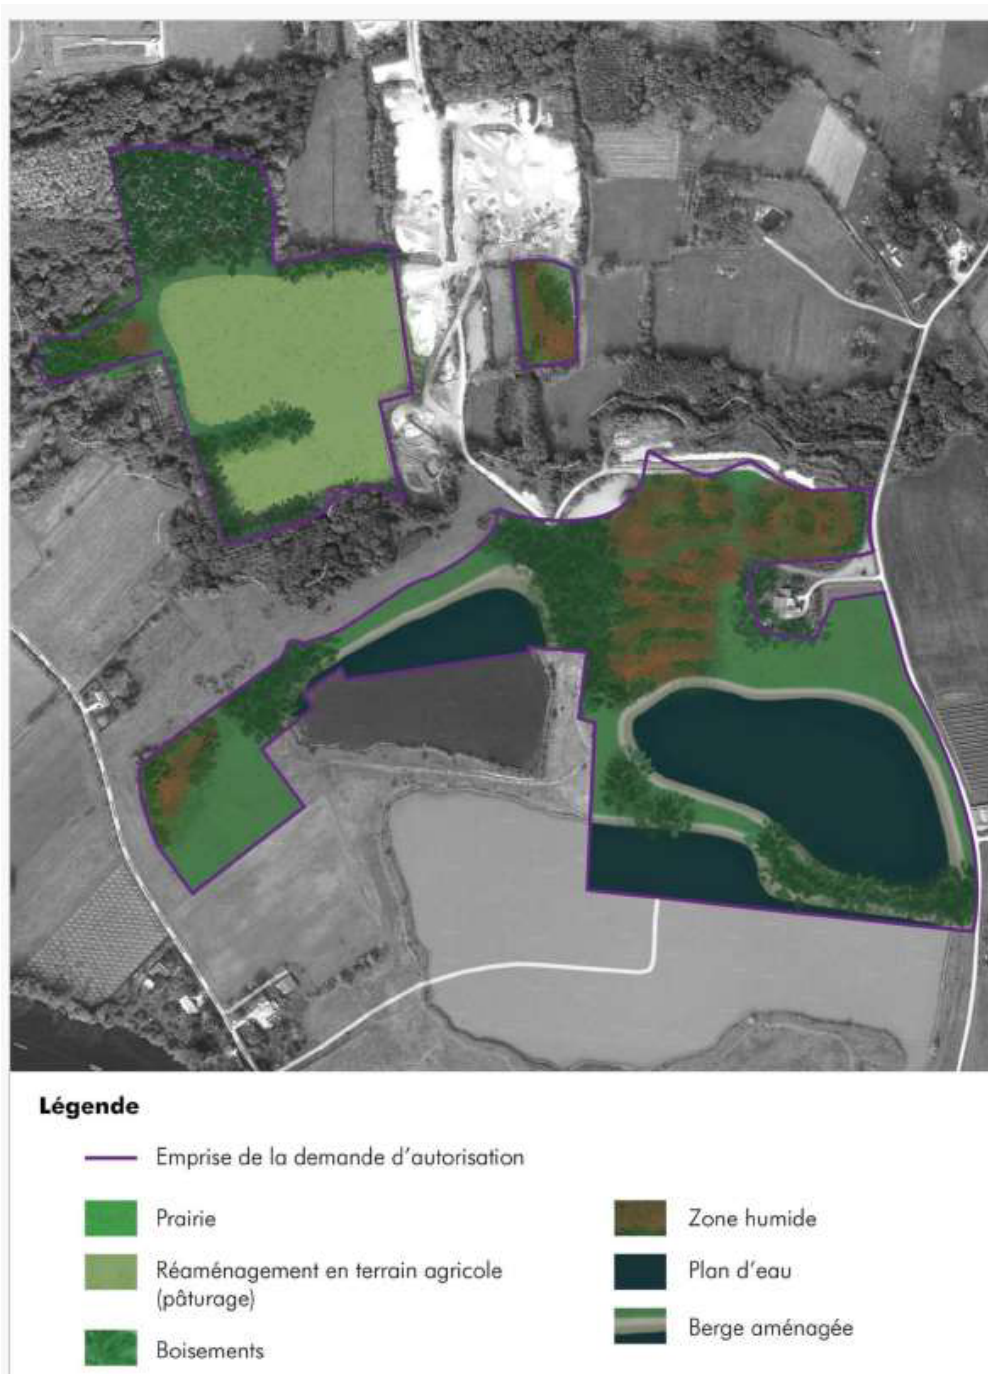 Légende
Emprise de la demande d'autorisation
Prairie
Réaménagement en terrain agricole
(pâturage)
Boisements
Zone humide
Plan d'eau
Berge aménagée